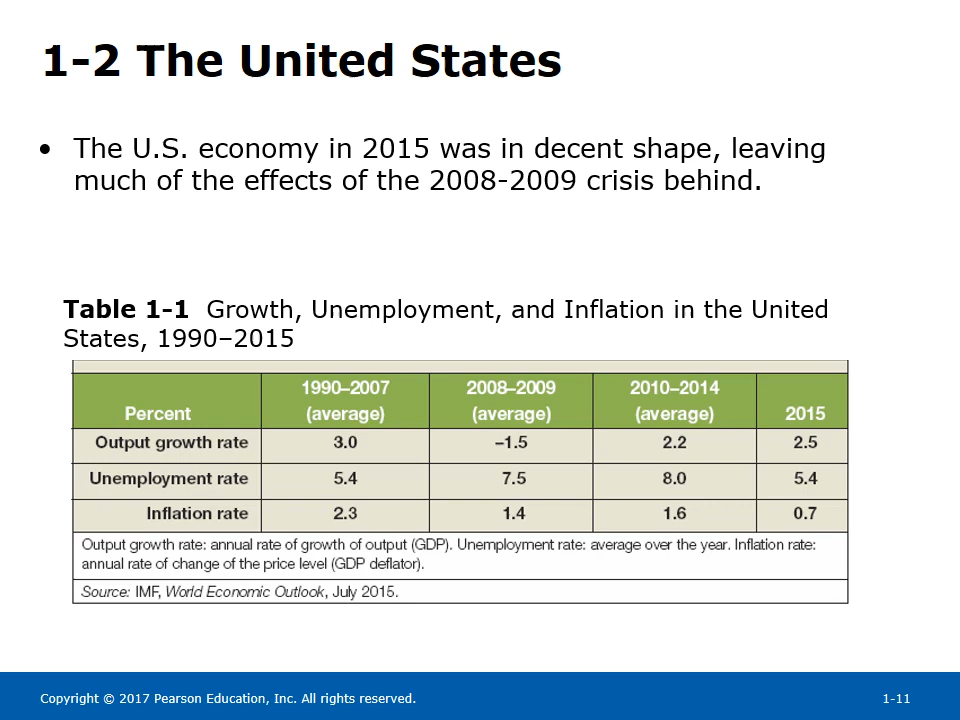 1-2 The United States
• The U.S. economy in 2015 was in decent shape, leaving
much of the effects of the 2008-2009 crisis behind.
Table 1-1 Growth, Unemployment, and Inflation in the United
States, 1990–2015
1990–2007 2008–2009 2010–2014
Percent (average) (average) (average) 2015
Output growth rate 3.0 –1.5 2.2 2.5
Unemployment rate 5.4 7.5 8.0 5.4
Inflation rate 2.3 1.4 1.6 0.7
Output growth rate: annual rate of growth of output (GDP). Unemployment rate: average over the year. Inflation rate:
annual rate of change of the price level (GDP deflator).
Source: IMF, World Economic Outlook, July 2015.
Copyright © 2017 Pearson Education, Inc. All rights reserved. 1-11